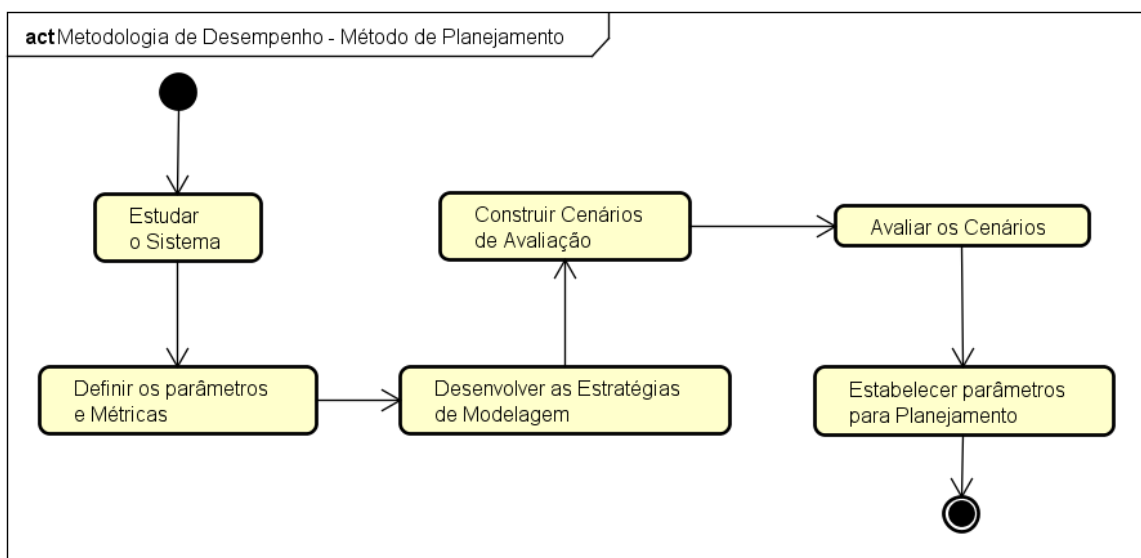 act Metodologia de Desempenho - Método de Planejamento
Estudar
o Sistema
Definir os parâmetros
e Métricas
Desenvolver as Estratégias
de Modelagem
Construir Cenários
de Avaliação
Avaliar os Cenários
Estabelecer parâmetros
para Planejamento